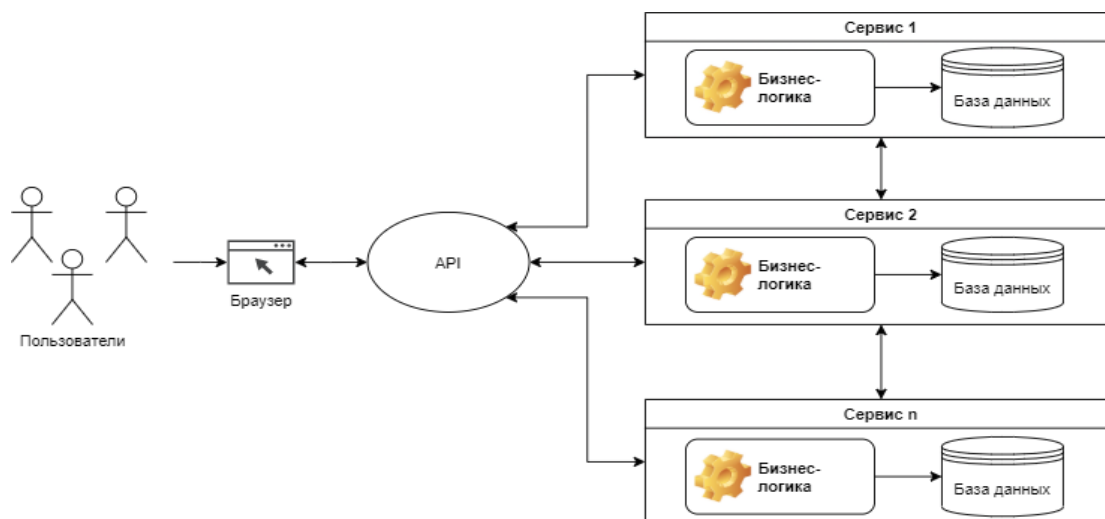 Сервис 1
Бизнес-
логика
База данных
Сервис 2
Бизнес-
логика
База данных
API
Браузер
Пользователи
Сервис n
Бизнес-
логика
База данных